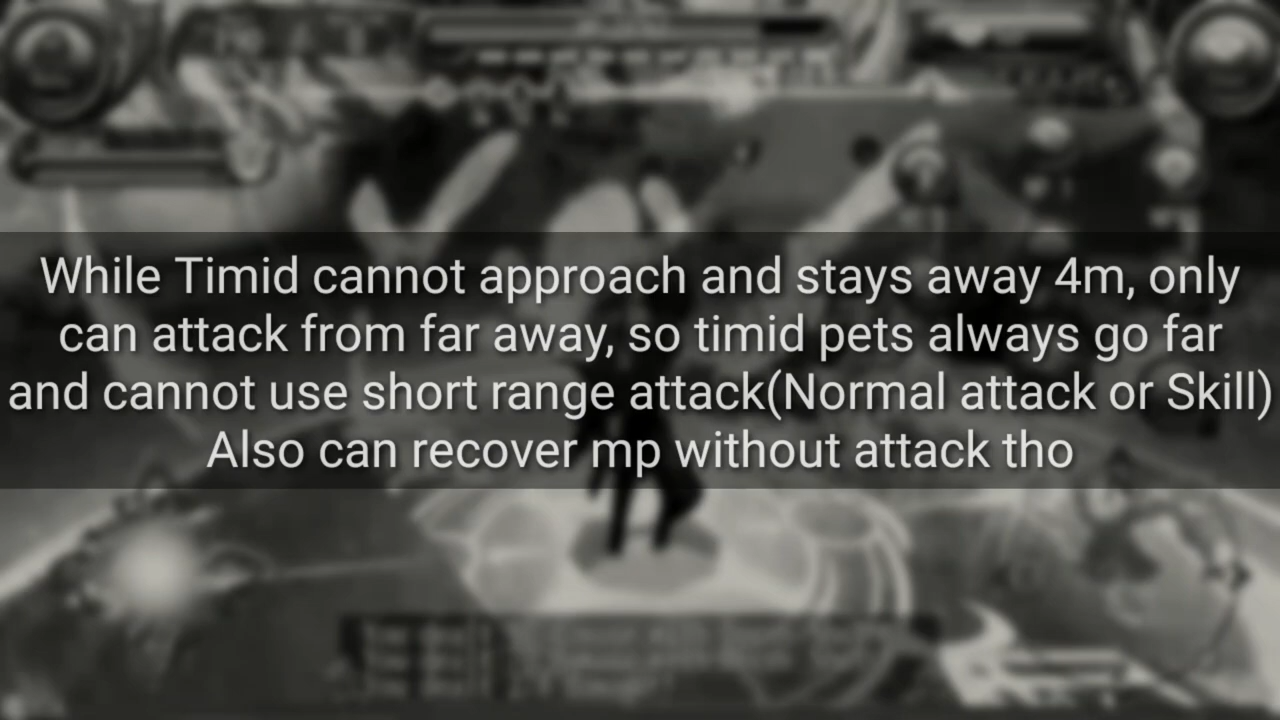 While Timid cannot approach and stays away 4m, only
can attack from far away, so timid pets always go far
and cannot use short range attack(Normal attack or Skill)
Also can recover mp without attack tho